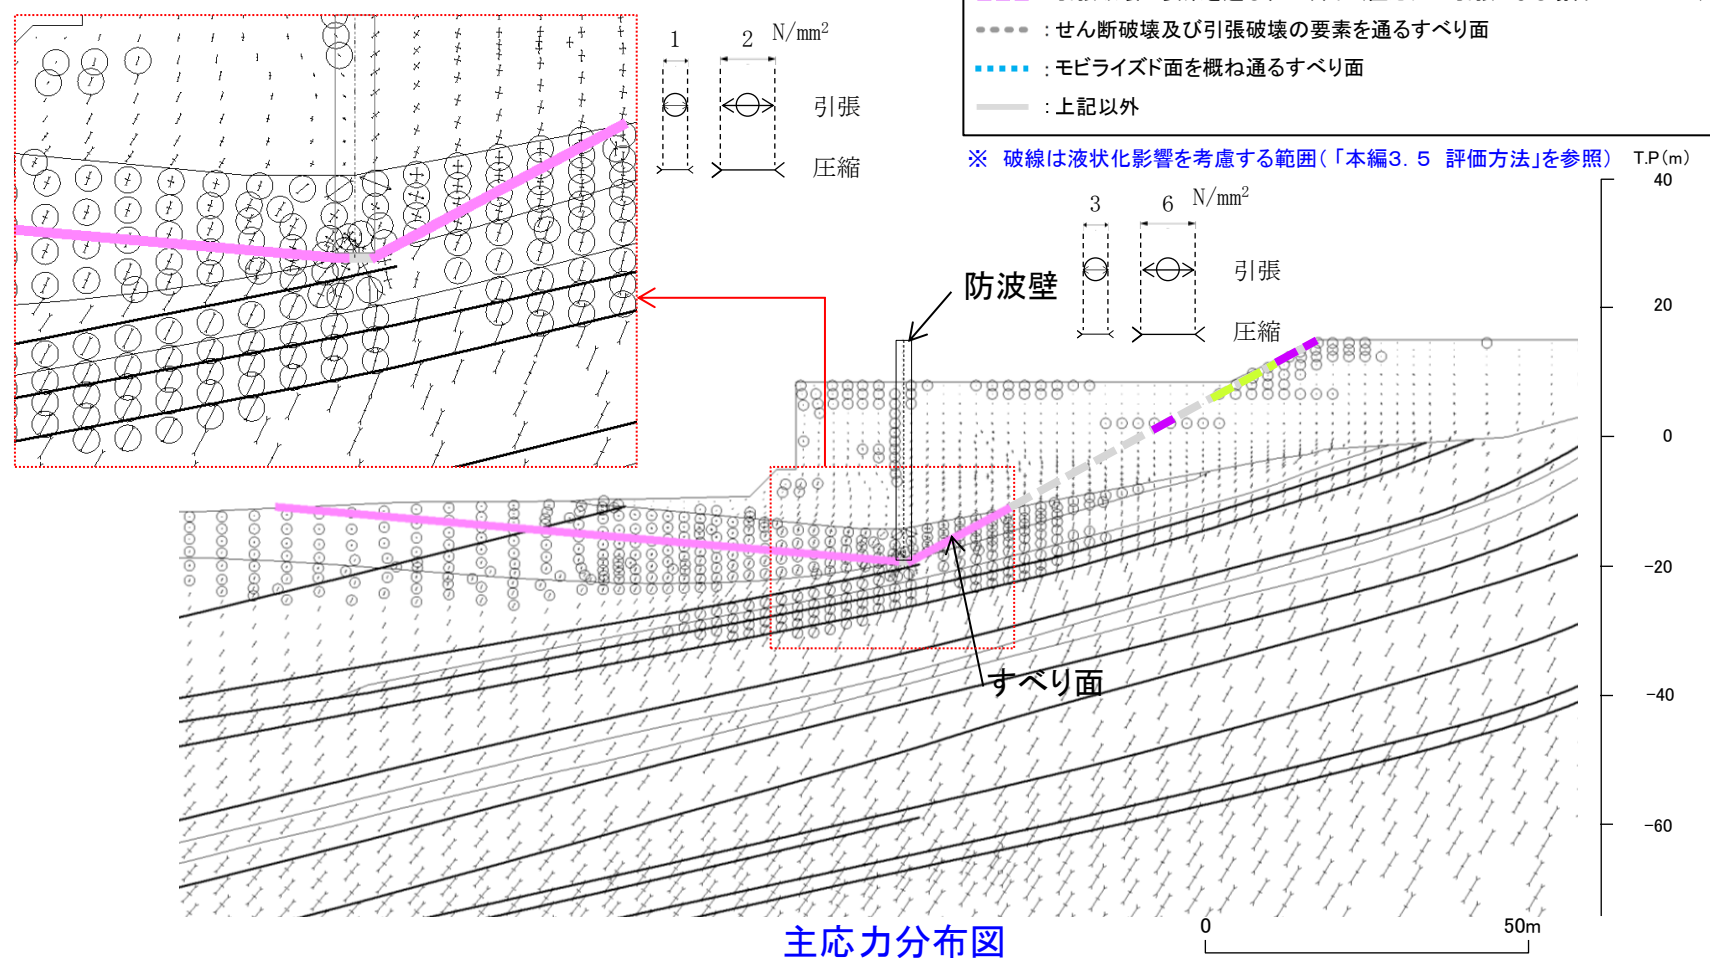 : せん断破壊及び引張破壊の要素を通るすべり面
: モビライズド面を概ね通るすべり面
: 上記以外
※ 破線は液状化影響を考慮する範囲(「本編3.5 評価方法」を参照)
1 2 N/mm²
引張
圧縮
3 6 N/mm²
引張
圧縮
防波壁
すべり面
T.P(m)
40
20
0
-20
-40
-60
0 50m
主応力分布図